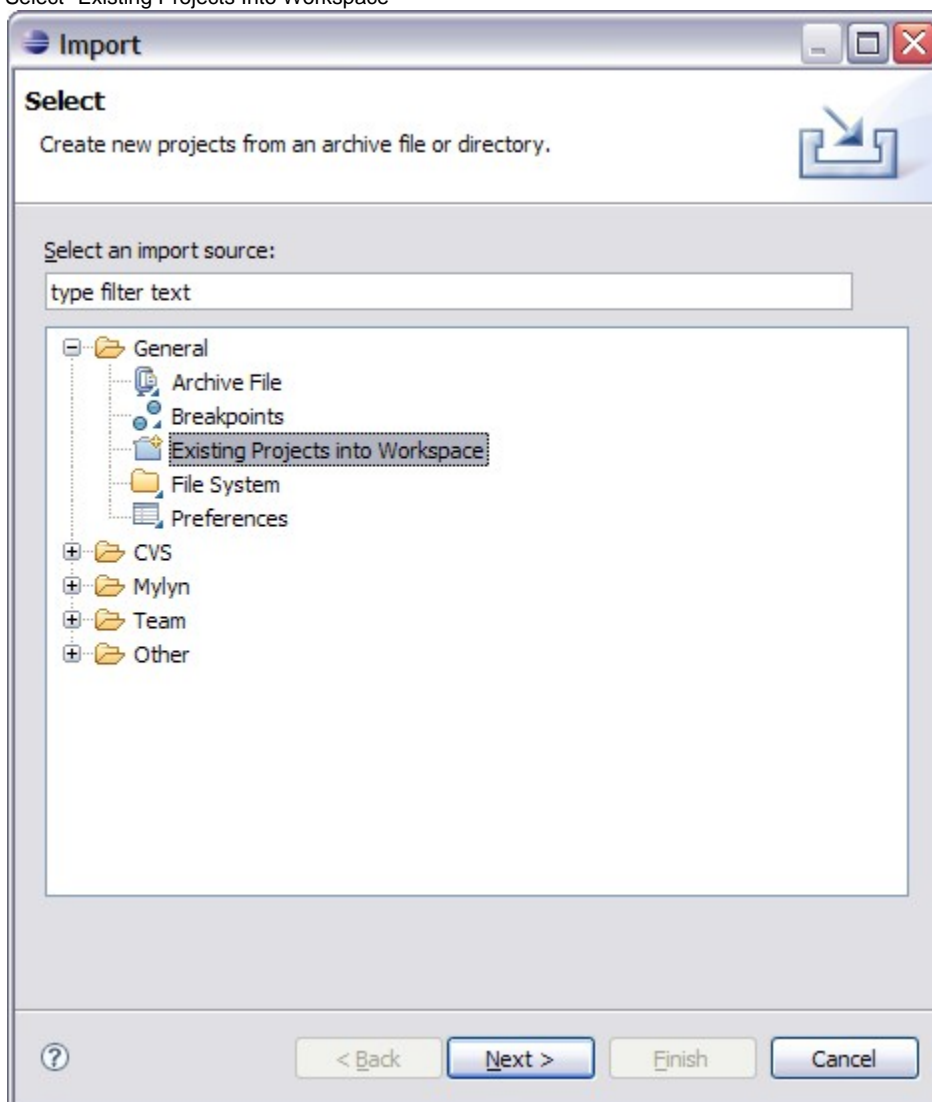 Select "Existing Projects Into Workspace"
Import
Select
Create new projects from an archive file or directory.
Select an import source:
type filter text
General
Archive File
Breakpoints
Existing Projects into Workspace
File System
Preferences
CVS
Mylyn
Team
Other
? < Back Next > Finish Cancel